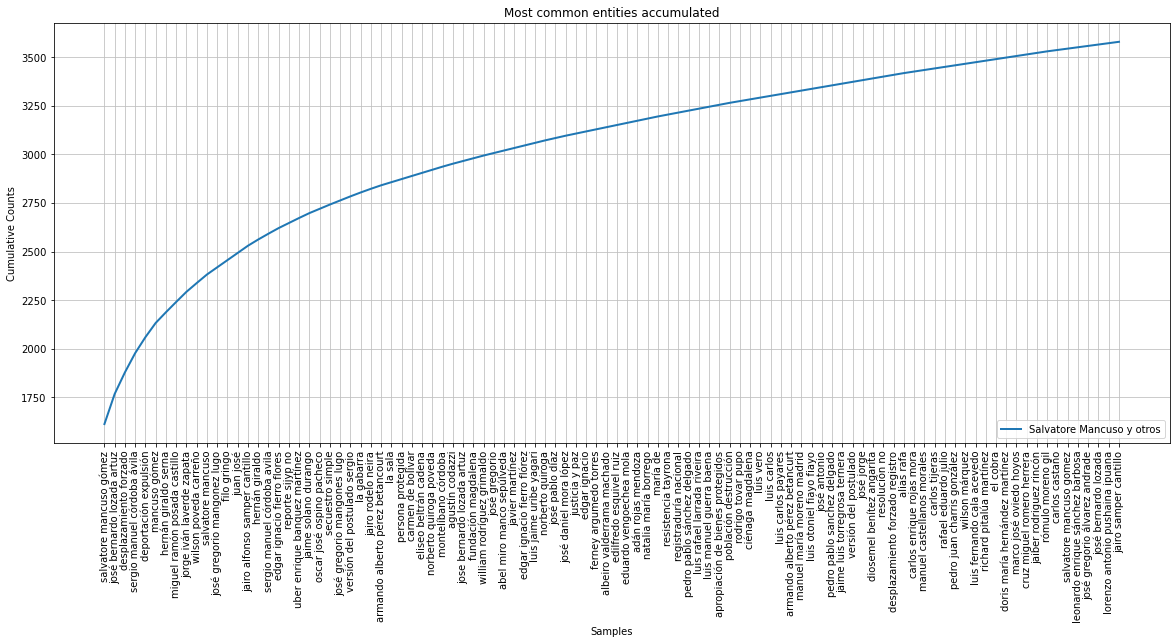 Most common entities accumulated
Cumulative Counts
3500
3250
3000
2750
2500
2250
2000
1750
Salvatore Mancuso y otros
salvatore mancuso gómez
josé bernardo lozada artuz
desplazamiento forzado
sergio manuel córdoba ávila
deportación expulsión
mancuso gómez
hernán giraldo serna
miguel ramón posada castillo
jorge iván laverde zapata
wilson poveda carreño
salvatore mancuso
josé gregorio mangonez lugo
niño gringo
juan josé
jairo alfonso samper cantillo
hernán giraldo
sergio manuel córdoba avila
edgar ignacio fierro flores
reporte sijyp no
uber enrique banquez martínez
jaime solano durango
oscar josé ospino pacheco
secuestro simple
josé gregorio mangones lugo
versión del postulado sergio
la gabarra
jairo rodelo neira
armando alberto pérez betancourt
la sala
persona protegida
carmen de bolívar
eliseo beltrán cadena
norberto quiroga poveda
montelibano córdoba
agustín codazzi
jose bernardo lozada artuz
fundación magdalena
william rodríguez grimaldo
josé gregorio
abel miro manco sepúlveda
javier martínez
edgar ignacio fierro flórez
luis jaime uribe yagarí
norberto quiroga
josé pablo díaz
josé daniel mira lópez
justicia y paz
edgar ignacio
ferney argumedo torres
albeiro valderrama machado
edilfredo esquivel ruiz
eduardo vengoechea mola
adán rojas mendoza
natalia marín borrego
maría de
resistencia tayrona
registraduría nacional
pedro pablo sanchez delgado
luis rafael larrada riveira
luis manuel guerra baena
apropiación de bienes protegidos
población destrucción
rodrigo tovar pupo
cienaga magdalena
luis vero
luis carlos
luis carlos payares
armando alberto pérez betancurt
manuel maría moreno madrid
luis otoniel frayo frayo
josé antonio
pedro pablo sánchez delgado
jaime luis torregrosa tornera
versión del estulado
josé jorge
diosemel benítez angarita
resolución no
desplazamiento forzado registro
alias rafa
carlos enrique rojas mora
manuel castellanos morales
carlos tijeras
rafael eduardo julio
pedro juan charris gonzález
wilson márquez
luis fernando cala acevedo
richard pitalúa martínez
el cobra
doris maría hernández martínez
marco josé oviedo hoyos
cruz miguel romero herrera
jaiber rodríguez rincón
rómulo moreno gil
carlos castaño
salvatore mancuso gomez
leonardo enrique sánchez barbosa
josé gregorio álvarez andrade
josé bernardo lozada
lorenzo antonio pushaina ipuana
jairo samper cantillo
Samples